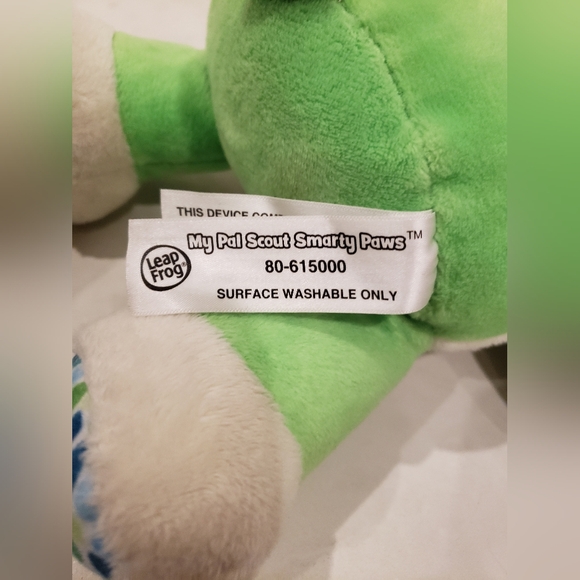 THIS DEVICE
My Pal Scout Smarty Paws™
Leap
Frog®
80-615000
SURFACE WASHABLE ONLY